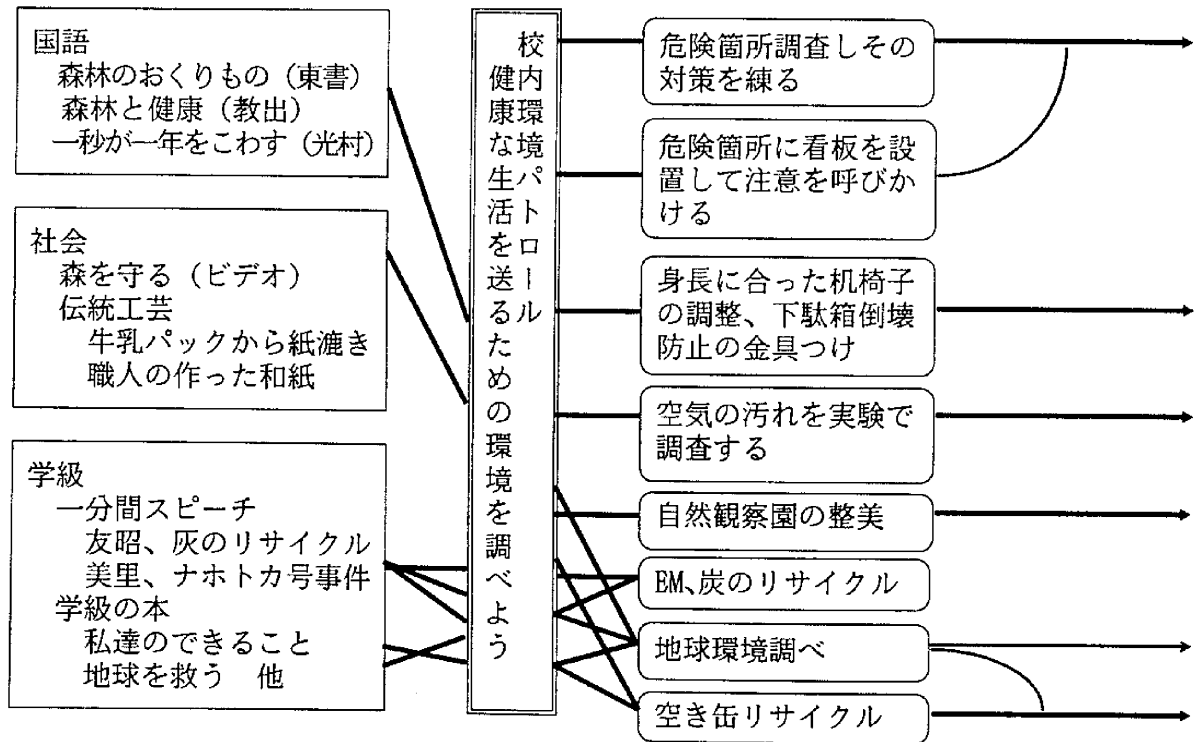 国語
森林のおくりもの（東書）
森林と健康（教出）
一秒が一年をこわす（光村）
社会
森を守る（ビデオ）
伝統工芸
牛乳パックから紙漉き
職人の作った和紙
学級
一分間スピーチ
友昭、灰のリサイクル
美里、ナホトカ号事件
学級の本
私達のできること
地球を救う　他
校内環境パトロール
健康な生活を送るための環境を調べよう
危険箇所調査しその
対策を練る
危険箇所に看板を設
置して注意を呼びか
ける
身長に合った机椅子
の調整、下駄箱倒壊
防止の金具つけ
空気の汚れを実験で
調査する
自然観察園の整美
EM、炭のリサイクル
地球環境調べ
空き缶リサイクル